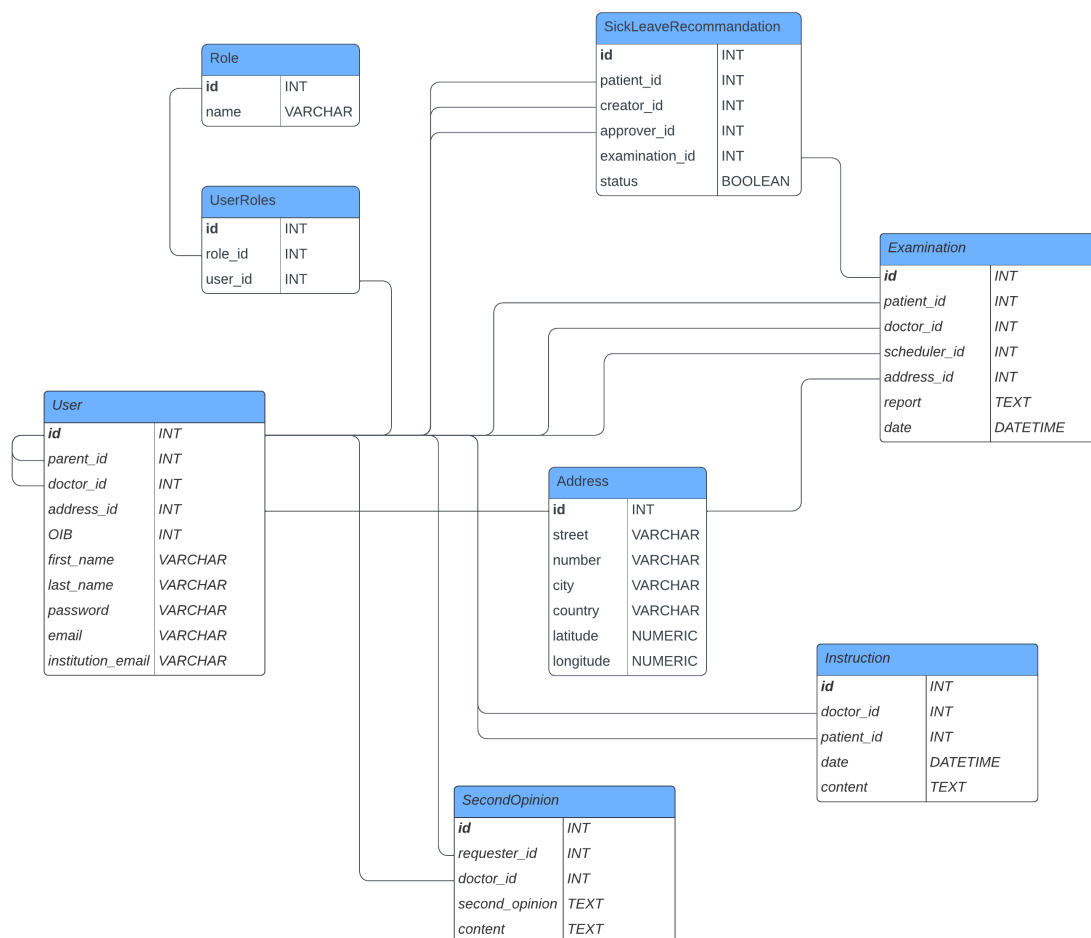 SickLeaveRecommandation
id INT
patient_id INT
creator_id INT
approver_id INT
examination_id INT
status BOOLEAN
Role
id INT
name VARCHAR
UserRoles
id INT
role_id INT
user_id INT
Examination
id INT
patient_id INT
doctor_id INT
scheduler_id INT
address_id INT
report TEXT
date DATETIME
User
id INT
parent_id INT
doctor_id INT
address_id INT
OIB INT
first_name VARCHAR
last_name VARCHAR
password VARCHAR
email VARCHAR
institution_email VARCHAR
Address
id INT
street VARCHAR
number VARCHAR
city VARCHAR
country VARCHAR
latitude NUMERIC
longitude NUMERIC
Instruction
id INT
doctor_id INT
patient_id INT
date DATETIME
content TEXT
SecondOpinion
id INT
requester_id INT
doctor_id INT
second_opinion TEXT
content TEXT